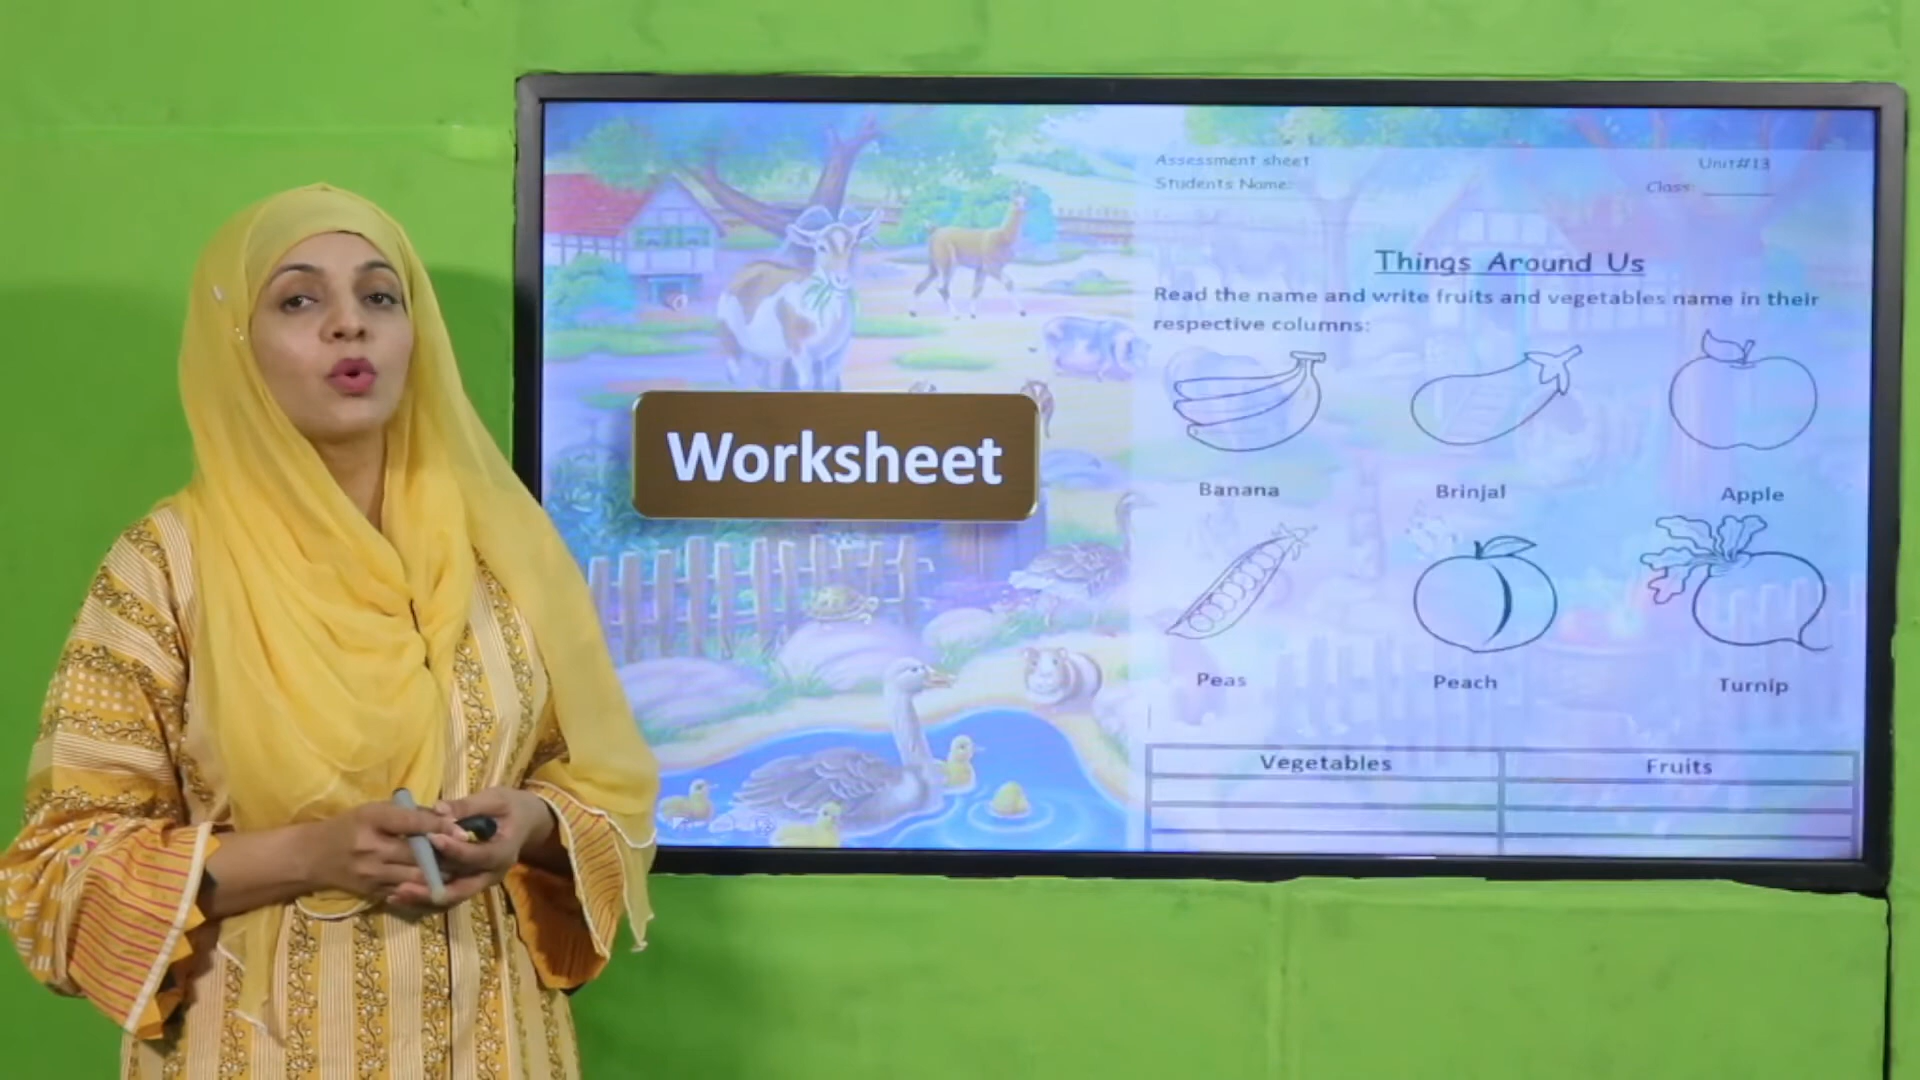 Worksheet
Assessment sheet
Unit#13
Students Name:
Class: ________
Things Around Us
Read the name and write fruits and vegetables name in their
respective columns:
Banana
Brinjal
Apple
Peas
Peach
Turnip
Vegetables
Fruits